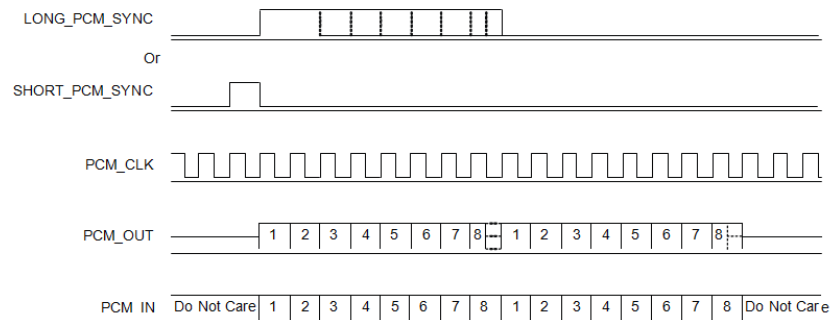 LONG_PCM_SYNC
Or
SHORT_PCM_SYNC
PCM_CLK
PCM_OUT 1 2 3 4 5 6 7 8 1 2 3 4 5 6 7 8
PCM IN Do Not Care 1 2 3 4 5 6 7 8 1 2 3 4 5 6 7 8 Do Not Care